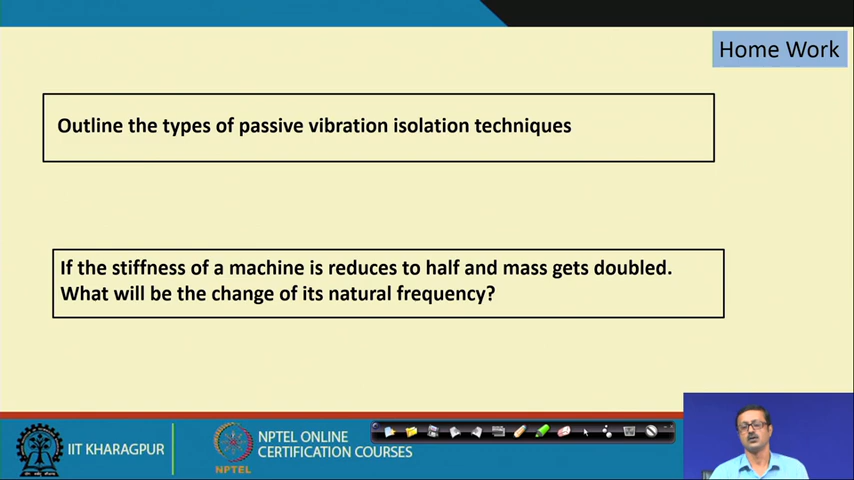 Home Work
Outline the types of passive vibration isolation techniques
If the stiffness of a machine is reduces to half and mass gets doubled.
What will be the change of its natural frequency?
IIT KHARAGPUR
NPTEL
NPTEL ONLINE
CERTIFICATION COURSES